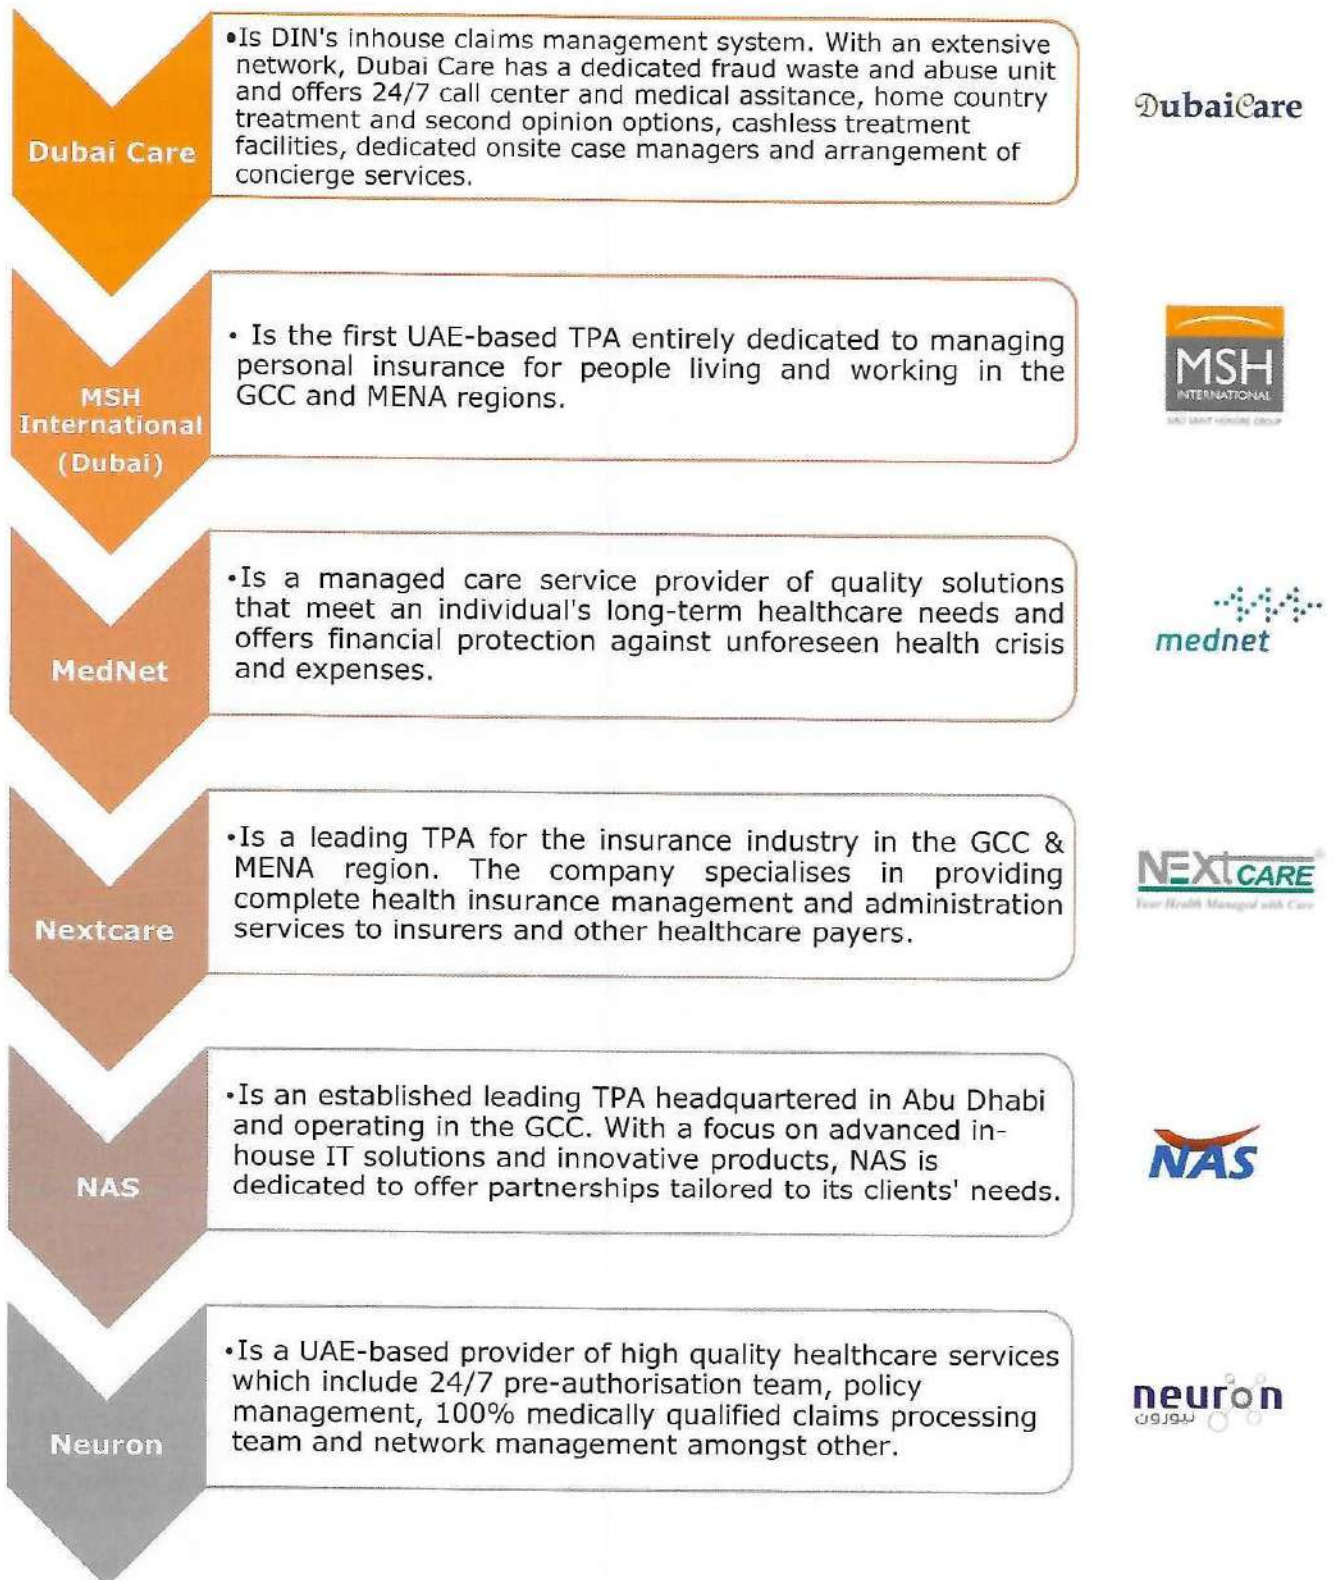 •Is DIN's inhouse claims management system. With an extensive
network, Dubai Care has a dedicated fraud waste and abuse unit
and offers 24/7 call center and medical assitance, home country
treatment and second opinion options, cashless treatment
facilities, dedicated onsite case managers and arrangement of
concierge services.
Dubai Care
DubaiCare
• Is the first UAE-based TPA entirely dedicated to managing
personal insurance for people living and working in the
GCC and MENA regions.
MSH
International
(Dubai)
MSH
INTERNATIONAL
•Is a managed care service provider of quality solutions
that meet an individual's long-term healthcare needs and
offers financial protection against unforeseen health crisis
and expenses.
MedNet
mednet
•Is a leading TPA for the insurance industry in the GCC &
MENA region. The company specialises in providing
complete health insurance management and administration
services to insurers and other healthcare payers.
Nextcare
NEXtCARE®
Your Health Managed with Care
•Is an established leading TPA headquartered in Abu Dhabi
and operating in the GCC. With a focus on advanced in-
house IT solutions and innovative products, NAS is
dedicated to offer partnerships tailored to its clients' needs.
NAS
NAS
•Is a UAE-based provider of high quality healthcare services
which include 24/7 pre-authorisation team, policy
management, 100% medically qualified claims processing
team and network management amongst other.
Neuron
neuron
نيورون